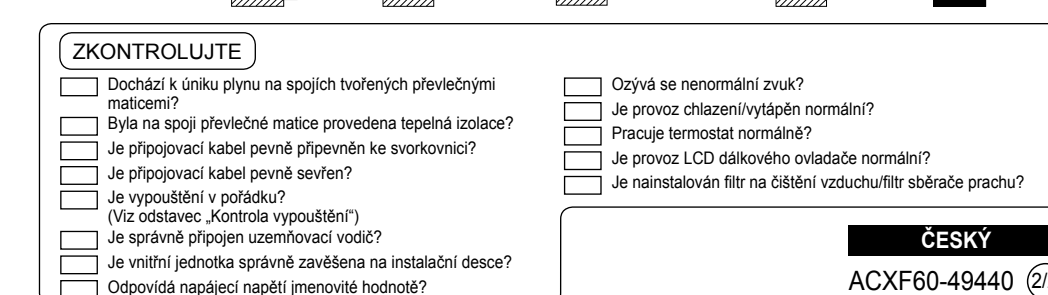 ZKONTROLUJTE
Dochází k úniku plynu na spojích tvořených převlečnými
maticemi?
Byla na spoji převlečné matice provedena tepelná izolace?
Je připojovací kabel pevně připevněn ke svorkovnici?
Je připojovací kabel pevně sevřen?
Je vypouštění v pořádku?
(Viz odstavec „Kontrola vypouštění“)
Je správně připojen uzemňovací vodič?
Je vnitřní jednotka správně zavěšena na instalační desce?
Odpovídá napájecí napětí jmenovité hodnotě?
Ozývá se nenormální zvuk?
Je provoz chlazení/vytápěn normální?
Pracuje termostat normálně?
Je provoz LCD dálkového ovladače normální?
Je nainstalován filtr na čištění vzduchu/filtr sběrače prachu?
ČESKÝ
ACXF60-49440 2/